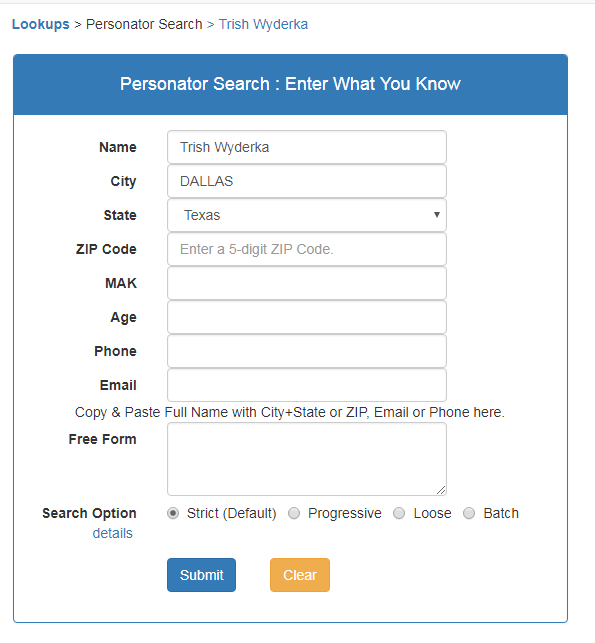 Lookups > Personator Search > Trish Wyderka
Personator Search : Enter What You Know
Name Trish Wyderka
City DALLAS
State Texas
ZIP Code Enter a 5-digit ZIP Code.
MAK
Age
Phone
Email
Copy & Paste Full Name with City+State or ZIP, Email or Phone here.
Free Form
Search Option Strict (Default) Progressive Loose Batch
details
Submit Clear